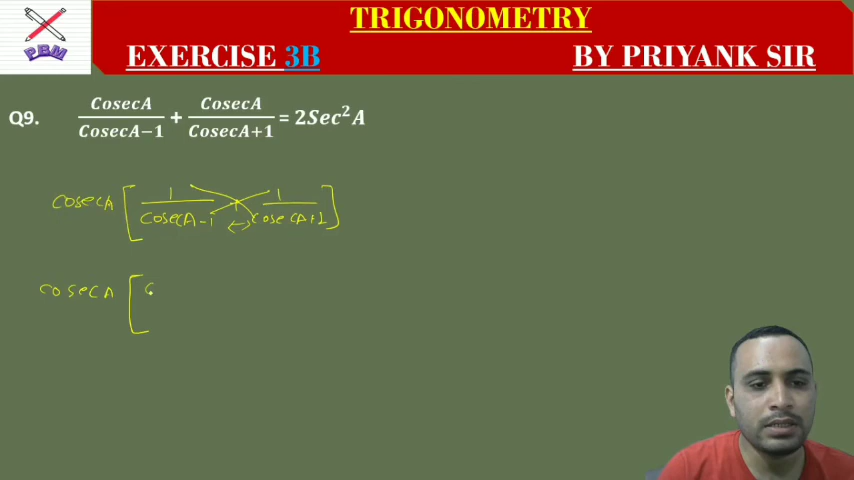 TRIGONOMETRY
PBM
EXERCISE 3B BY PRIYANK SIR
Q9. CosecA/CosecA−1 + CosecA/CosecA+1 = 2Sec²A
cosecA [ 1/cosecA-1 + 1/cosecA+1 ]
cosecA [ c